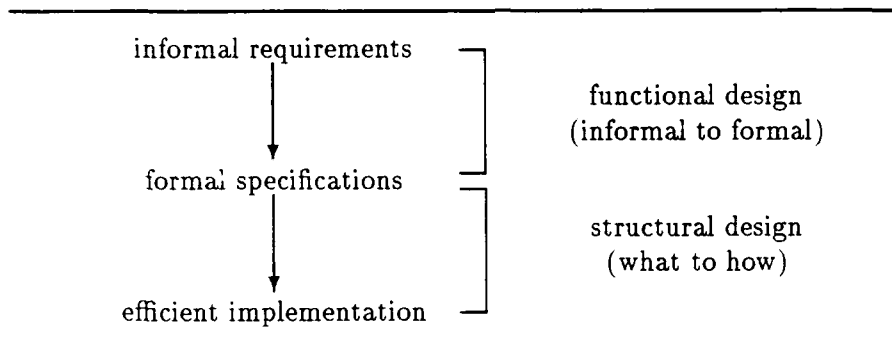 informal requirements
functional design
(informal to formal)
formal specifications
structural design
(what to how)
efficient implementation